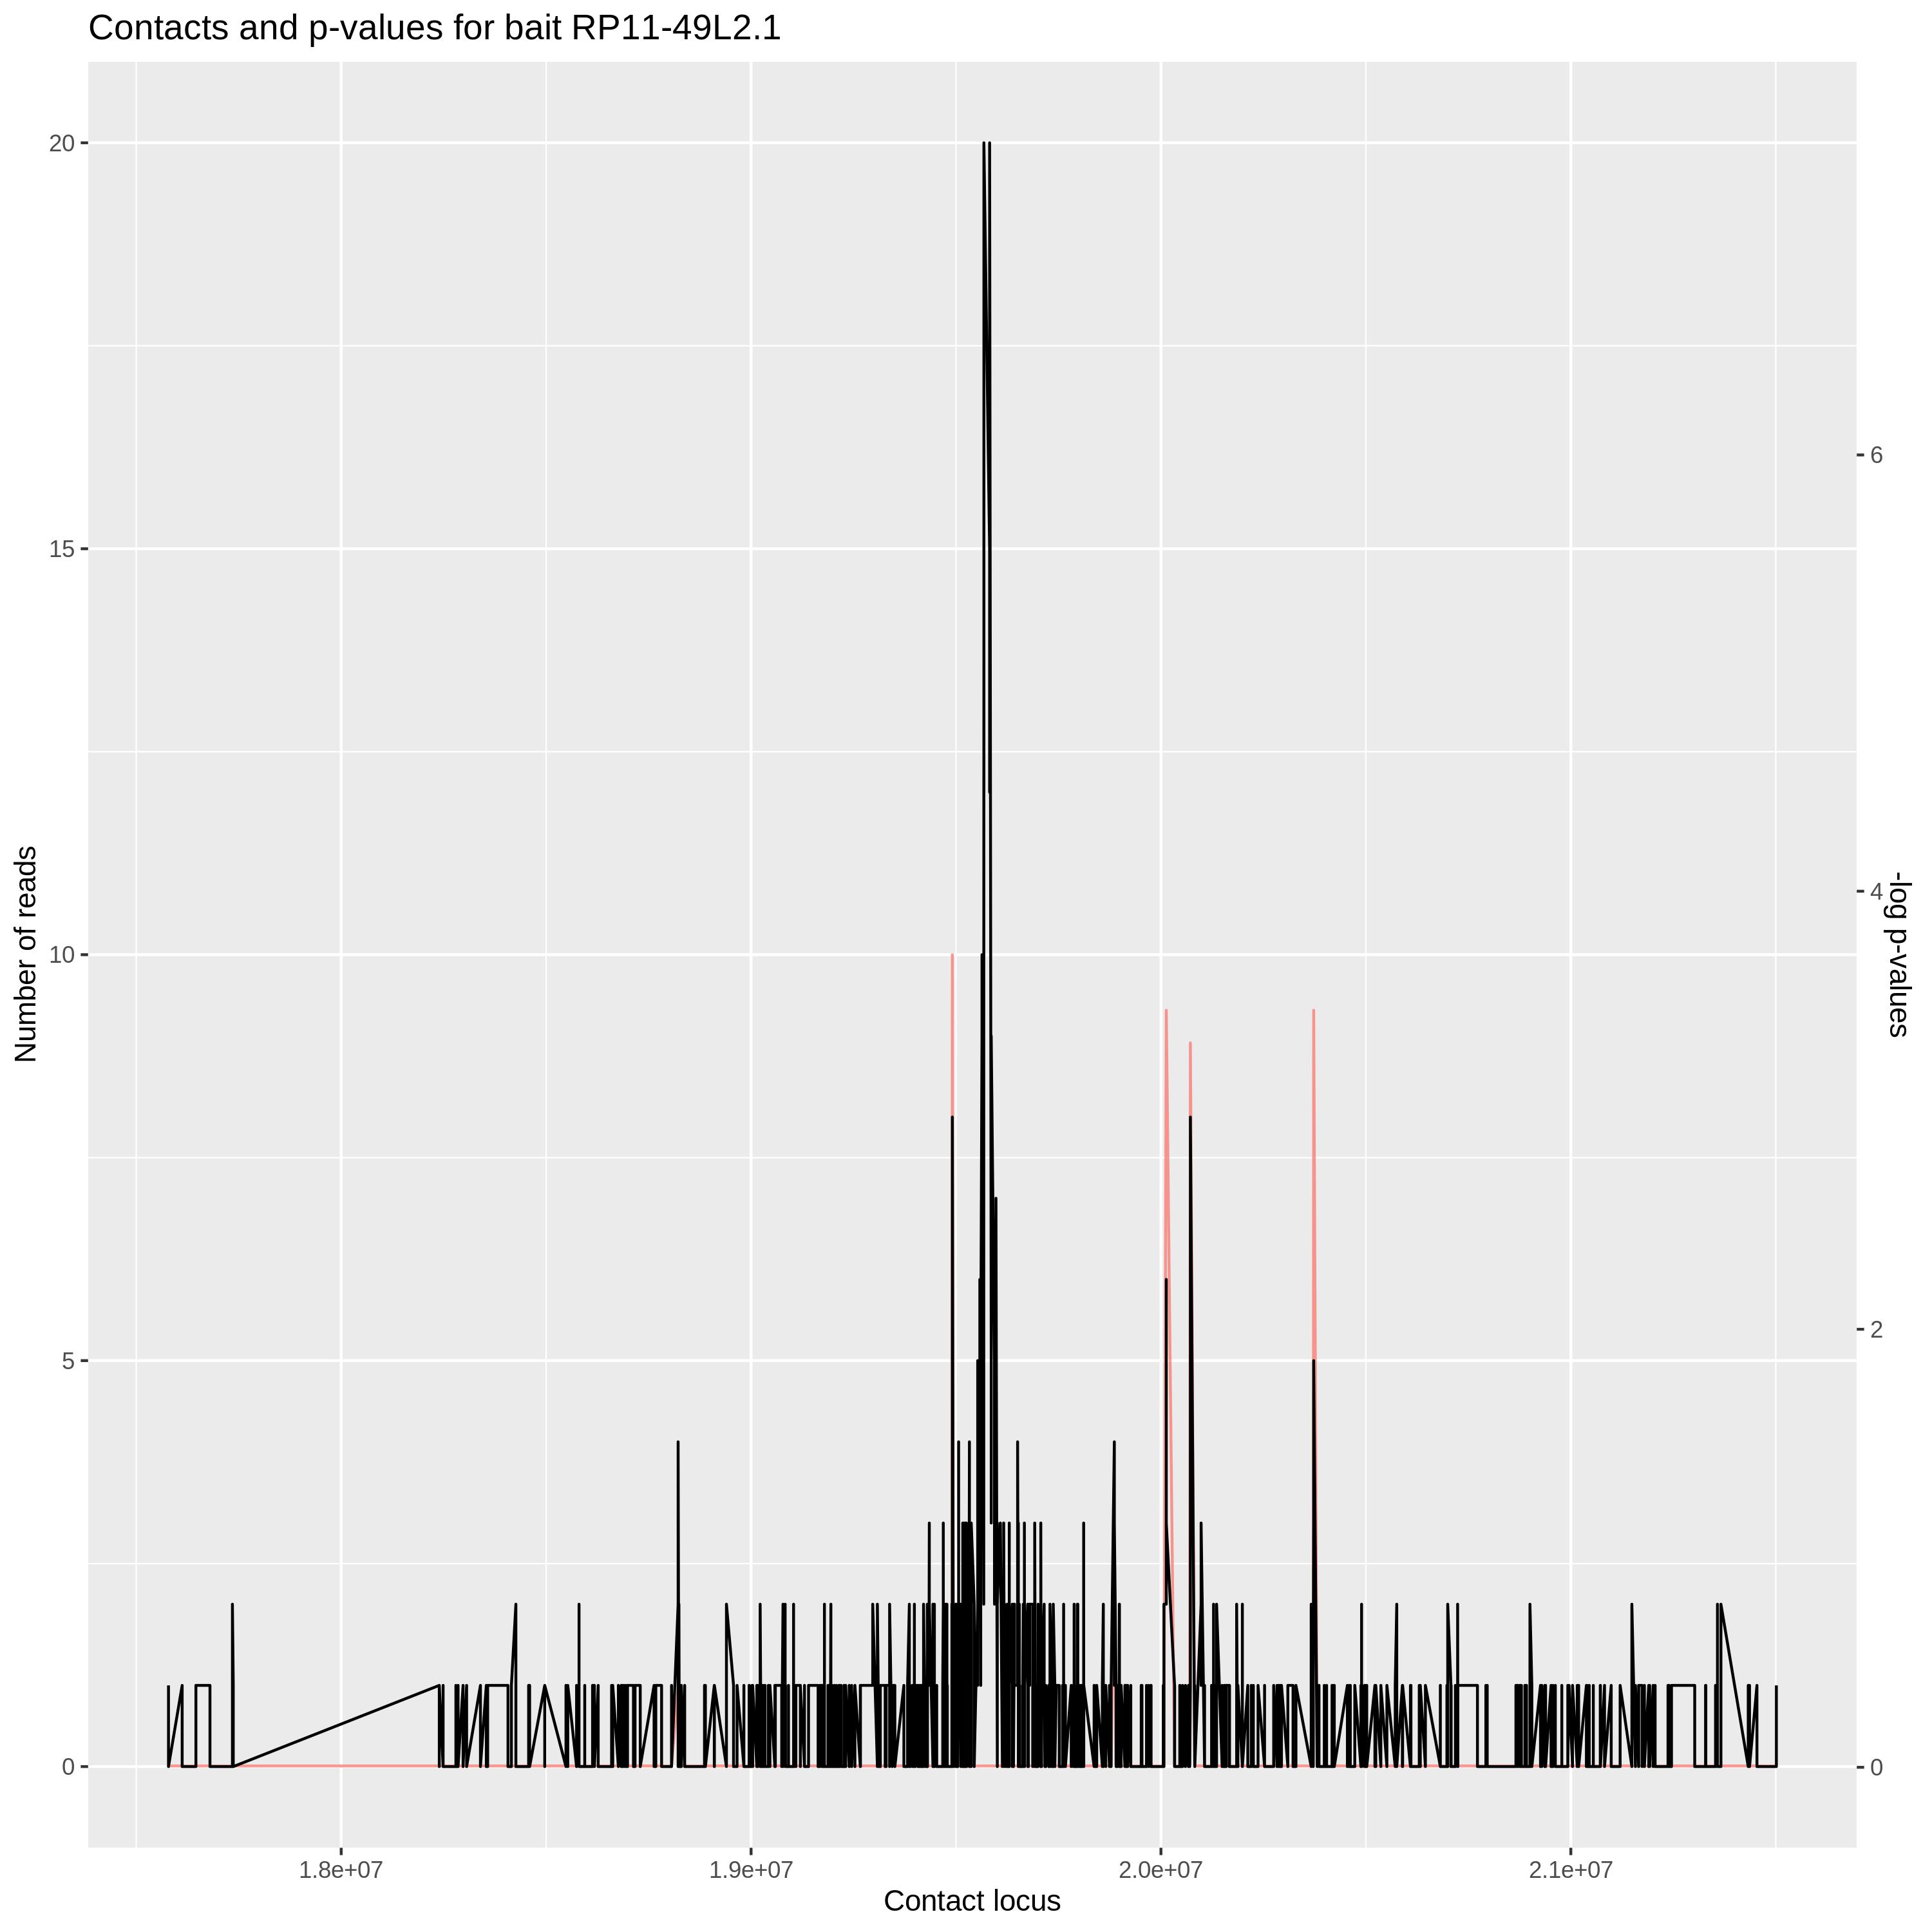 Contacts and p-values for bait RP11-49L2.1
20
15
10
5
0
Number of reads
6
4
2
0
-log p-values
1.8e+07 1.9e+07 2.0e+07 2.1e+07
Contact locus